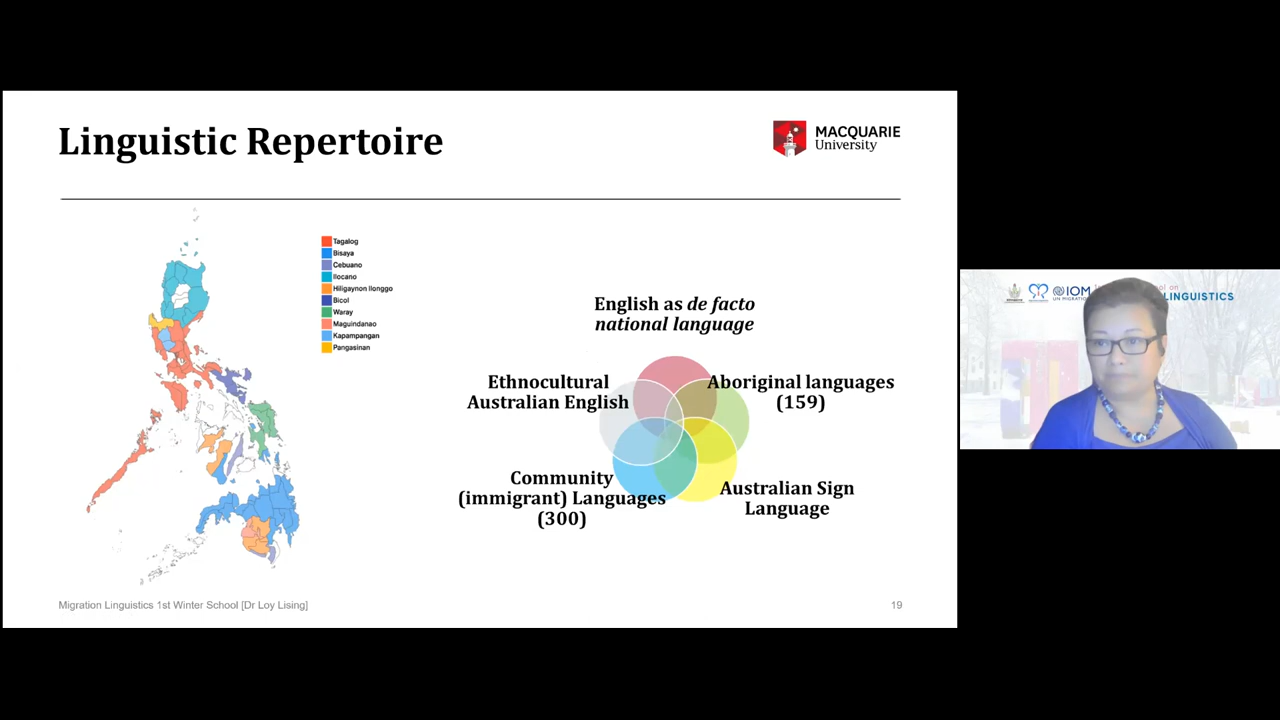 Linguistic Repertoire
MACQUARIE
University
Tagalog
Bisaya
Cebuano
Ilocano
Hiligaynon Ilonggo
Bicol
Waray
Maguindanao
Kapampangan
Pangasinan
English as de facto
national language
Ethnocultural
Australian English
Aboriginal languages
(159)
Community
(immigrant) Languages
(300)
Australian Sign
Language
Migration Linguistics 1st Winter School [Dr Loy Lising]
19
IOM
UN MIGRATION
LINGUISTICS